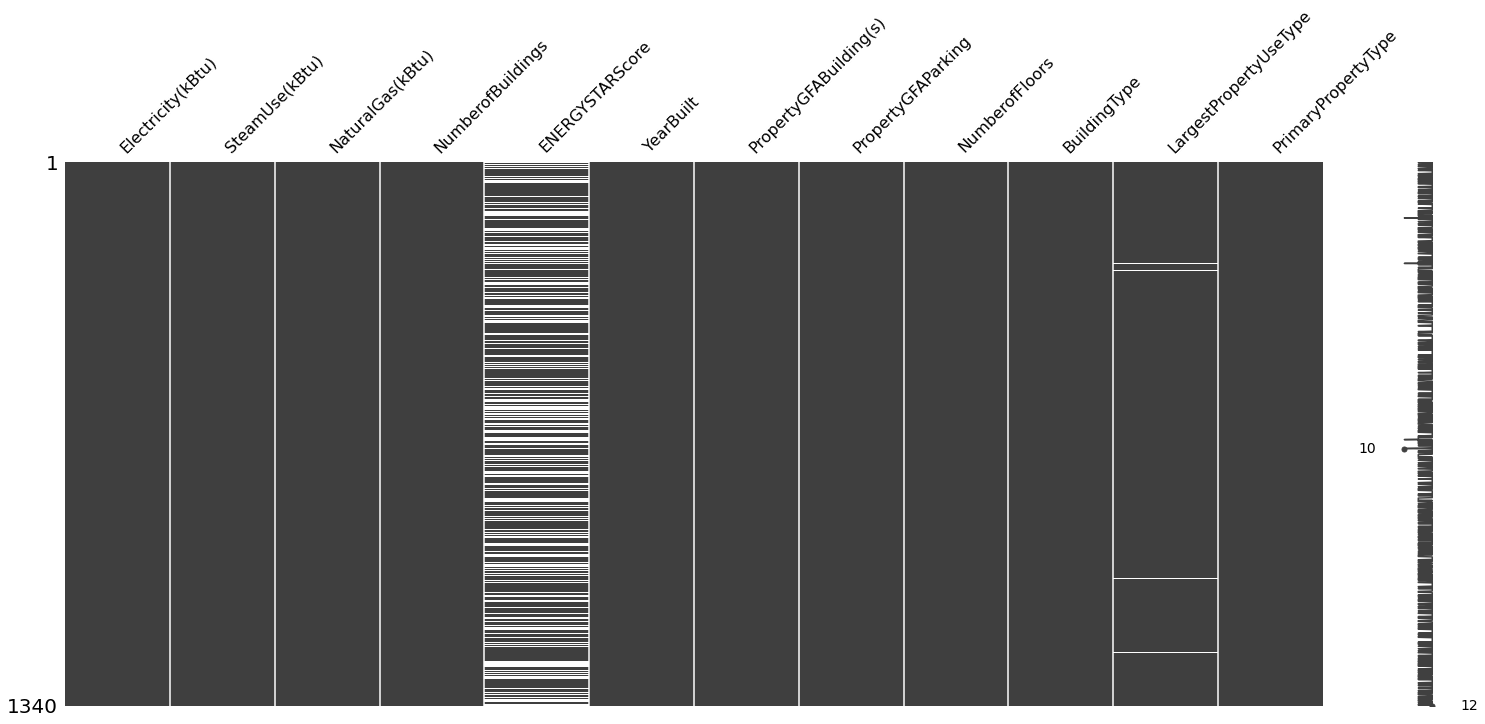 Electricity(kBtu)
SteamUse(kBtu)
NaturalGas(kBtu)
NumberofBuildings
ENERGYSTARScore
YearBuilt
PropertyGFABuilding(s)
PropertyGFAParking
NumberofFloors
BuildingType
LargestPropertyUseType
PrimaryPropertyType
1
10
1340
12